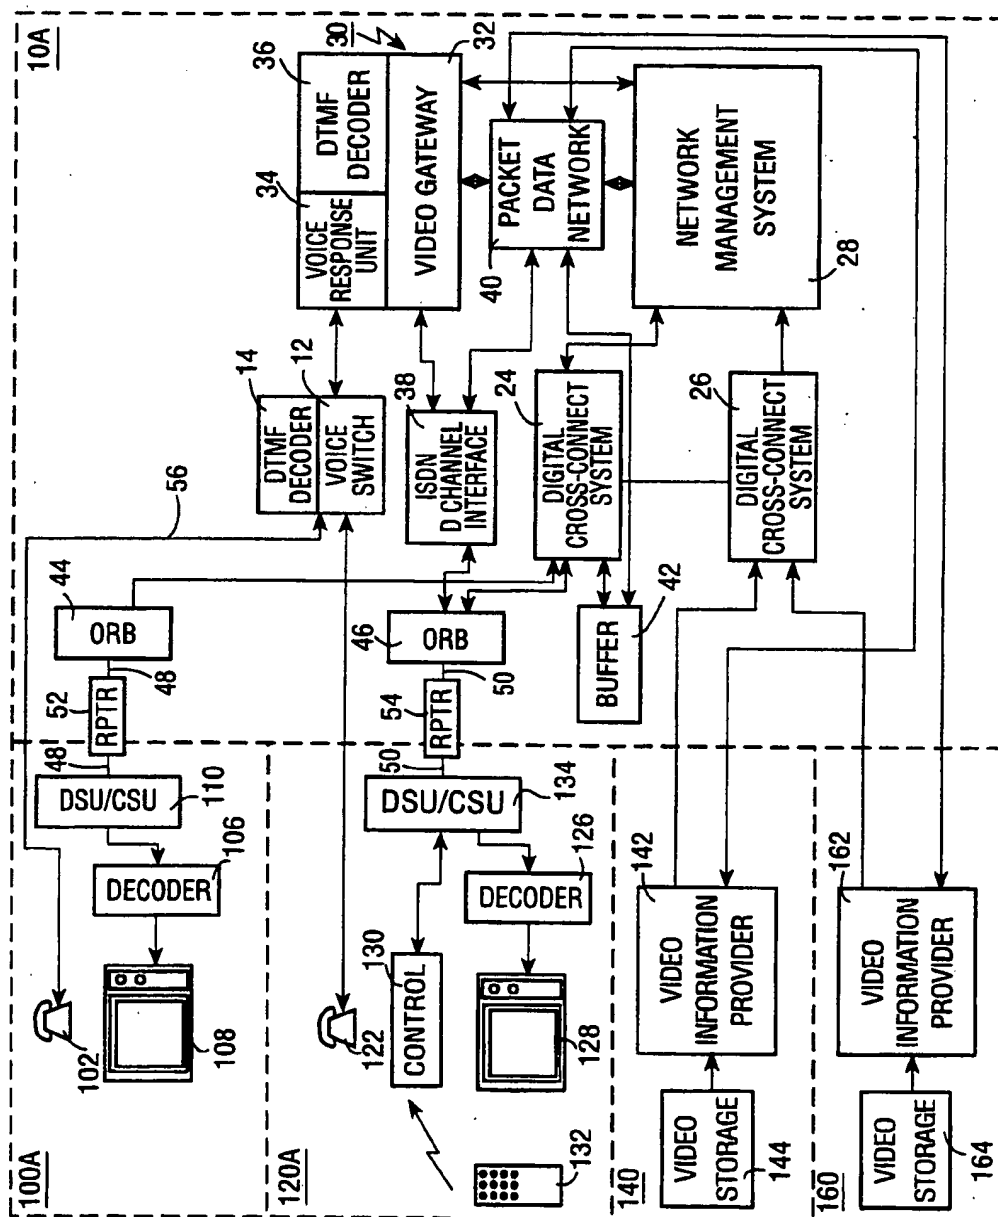 10A
30
36
DTMF
DECODER
34
VOICE
RESPONSE
UNIT
VIDEO GATEWAY
32
14
DTMF
DECODER
12
VOICE
SWITCH
38
ISDN
D CHANNEL
INTERFACE
PACKET
DATA
NETWORK
40
24
DIGITAL
CROSS-CONNECT
SYSTEM
26
DIGITAL
CROSS-CONNECT
SYSTEM
NETWORK
MANAGEMENT
SYSTEM
28
56
44
ORB
48
52
RPTR
48
46
ORB
50
54
RPTR
50
BUFFER
42
DSU/CSU
110
106
DECODER
102
108
100A
DSU/CSU
134
126
DECODER
122
130
CONTROL
128
132
120A
142
VIDEO
INFORMATION
PROVIDER
VIDEO
STORAGE
144
140
162
VIDEO
INFORMATION
PROVIDER
VIDEO
STORAGE
164
160